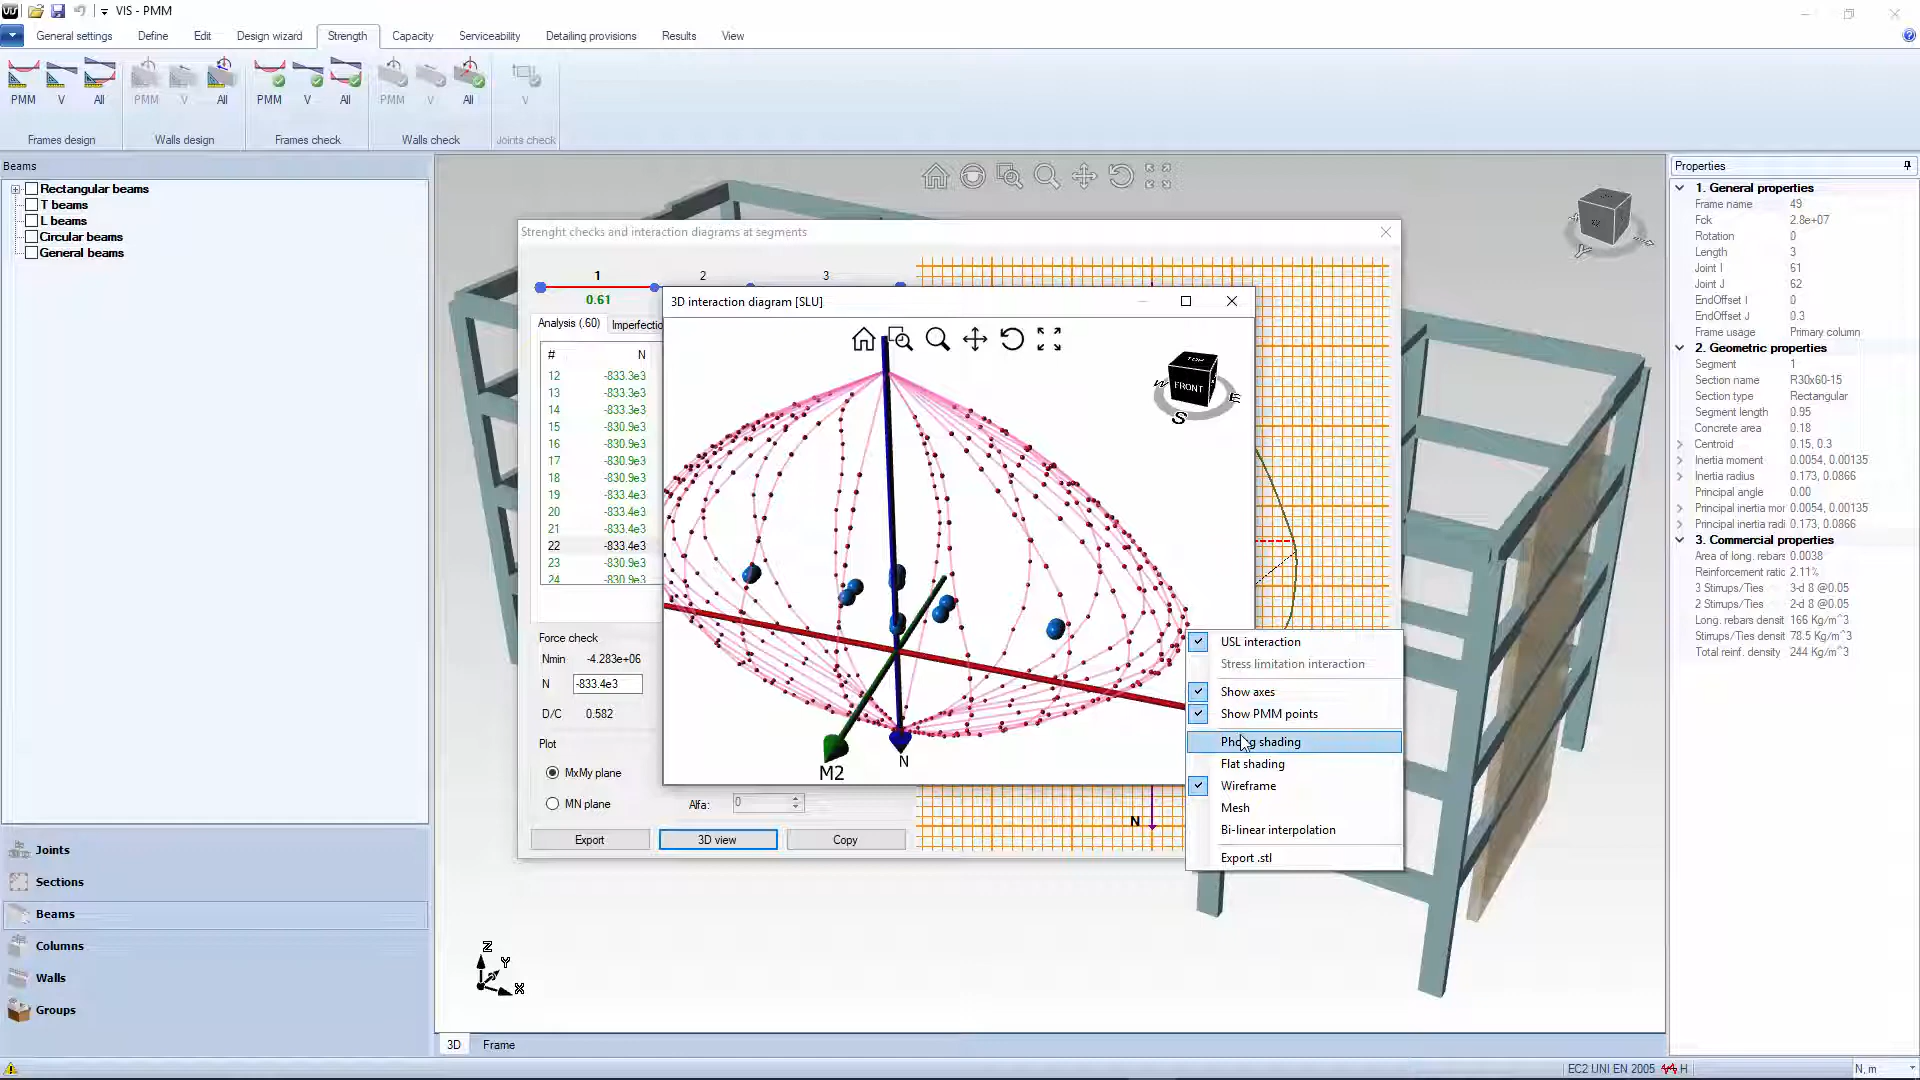 VIS - PMM
General settings Define Edit Design wizard Strength Capacity Serviceability Detailing provisions Results View
PMM V All PMM V All PMM V All PMM V All V
Frames design Walls design Frames check Walls check Joints check
Beams
Rectangular beams
T beams
L beams
Circular beams
General beams
Joints
Sections
Beams
Columns
Walls
Groups
Strenght checks and interaction diagrams at segments
1 2 3
0.61
Analysis (.60) Imperfectio
# N
12 -833.3e3
13 -833.3e3
14 -833.4e3
15 -830.9e3
16 -830.9e3
17 -830.9e3
18 -830.9e3
19 -833.4e3
20 -833.4e3
21 -833.4e3
22 -833.4e3
23 -830.9e3
24 -830.9e3
Force check
Nmin -4.283e+06
N -833.4e3
D/C 0.582
Plot
MxMy plane
MN plane
Alfa: 0
Export 3D view Copy
N
3D interaction diagram [SLU]
TOP
FRONT
W E
S
M2
N
USL interaction
Stress limitation interaction
Show axes
Show PMM points
Phong shading
Flat shading
Wireframe
Mesh
Bi-linear interpolation
Export .stl
Z
Y
X
3D Frame
Properties
1. General properties
Frame name 49
Fck 2.8e+07
Rotation 0
Length 3
Joint I 61
Joint J 62
EndOffset I 0
EndOffset J 0.3
Frame usage Primary column
2. Geometric properties
Segment 1
Section name R30x60-15
Section type Rectangular
Segment length 0.95
Concrete area 0.18
Centroid 0.15, 0.3
Inertia moment 0.0054, 0.00135
Inertia radius 0.173, 0.0866
Principal angle 0.00
Principal inertia mor 0.0054, 0.00135
Principal inertia radi 0.173, 0.0866
3. Commercial properties
Area of long. rebars 0.0038
Reinforcement ratic 2.11%
3 Stimups/Ties 3-d 8 @0.05
2 Stimups/Ties 2-d 8 @0.05
Long. rebars densit 166 Kg/m^3
Stirrups/Ties densit 78.5 Kg/m^3
Total reinf. density 244 Kg/m^3
EC2 UNI EN 2005 H N, m